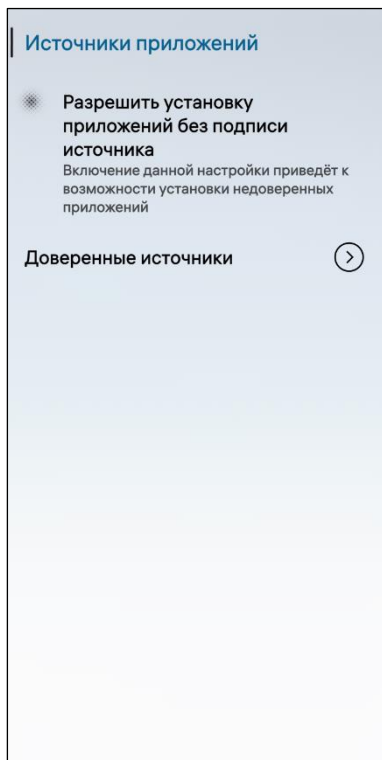 Источники приложений
Разрешить установку
приложений без подписи
источника
Включение данной настройки приведёт к
возможности установки недоверенных
приложений
Доверенные источники